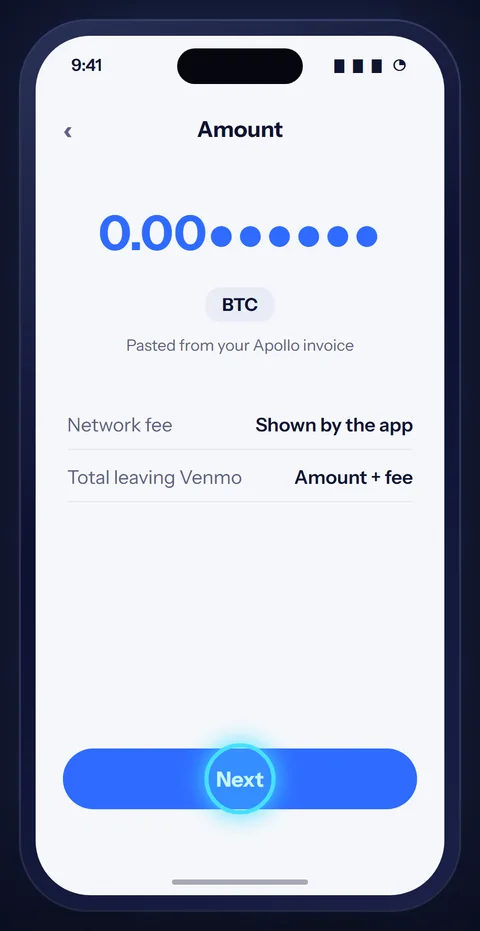 9:41
‹ Amount
0.00●●●●●●
BTC
Pasted from your Apollo invoice
Network fee Shown by the app
Total leaving Venmo Amount + fee
Next